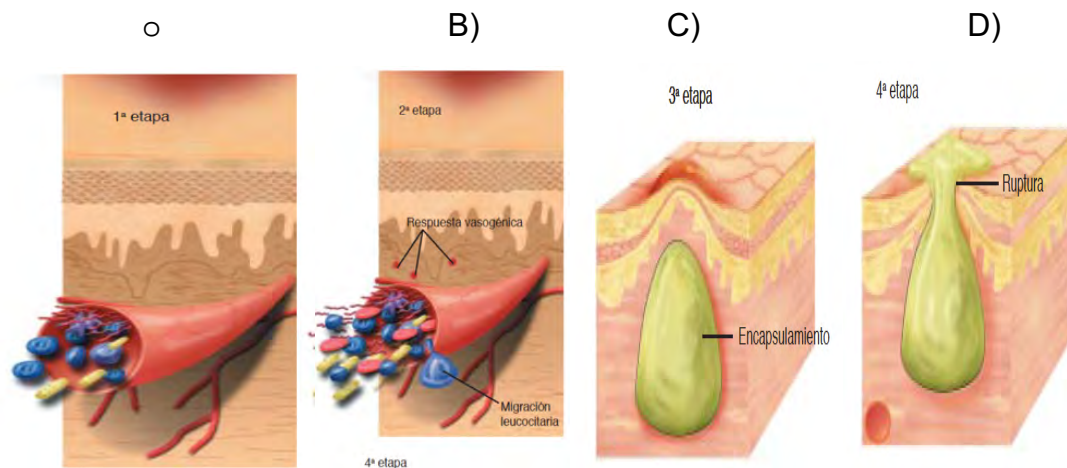 O
B)
C)
D)
1ª etapa
2ª etapa
3ª etapa
4ª etapa
Respuesta vasogénica
Ruptura
Encapsulamiento
Migración
leucocitaria
4ª etapa